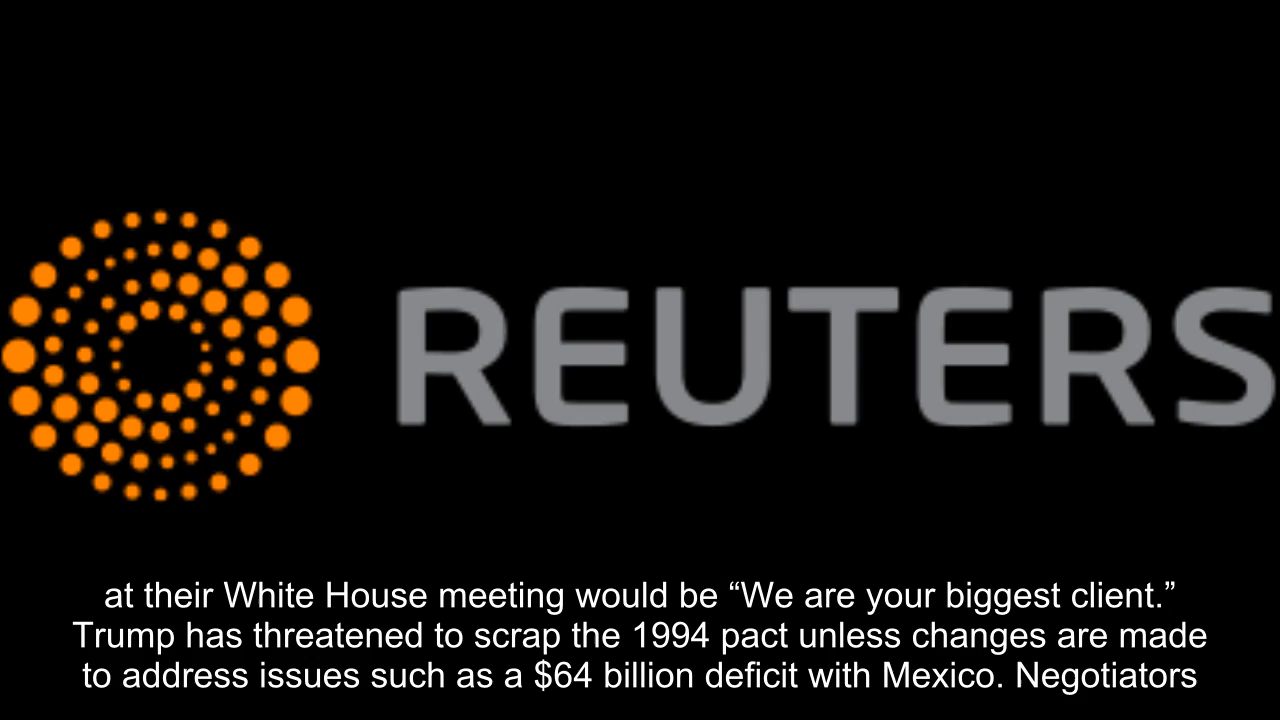 REUTERS
at their White House meeting would be “We are your biggest client.”
Trump has threatened to scrap the 1994 pact unless changes are made
to address issues such as a $64 billion deficit with Mexico. Negotiators